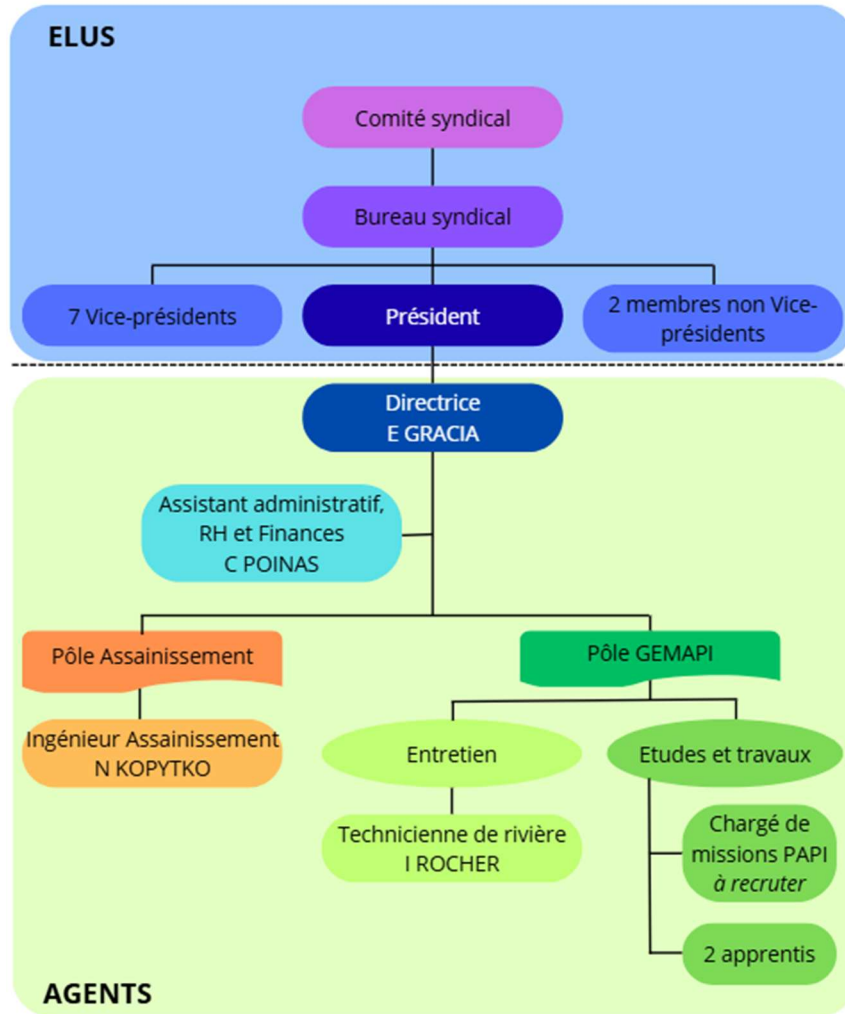 ELUS
Comité syndical
Bureau syndical
7 Vice-présidents
Président
2 membres non Vice-
présidents
Directrice
E GRACIA
Assistant administratif,
RH et Finances
C POINAS
Pôle Assainissement
Pôle GEMAPI
Ingénieur Assainissement
N KOPYTKO
Entretien
Etudes et travaux
Technicienne de rivière
I ROCHER
Chargé de
missions PAPI
à recruter
2 apprentis
AGENTS